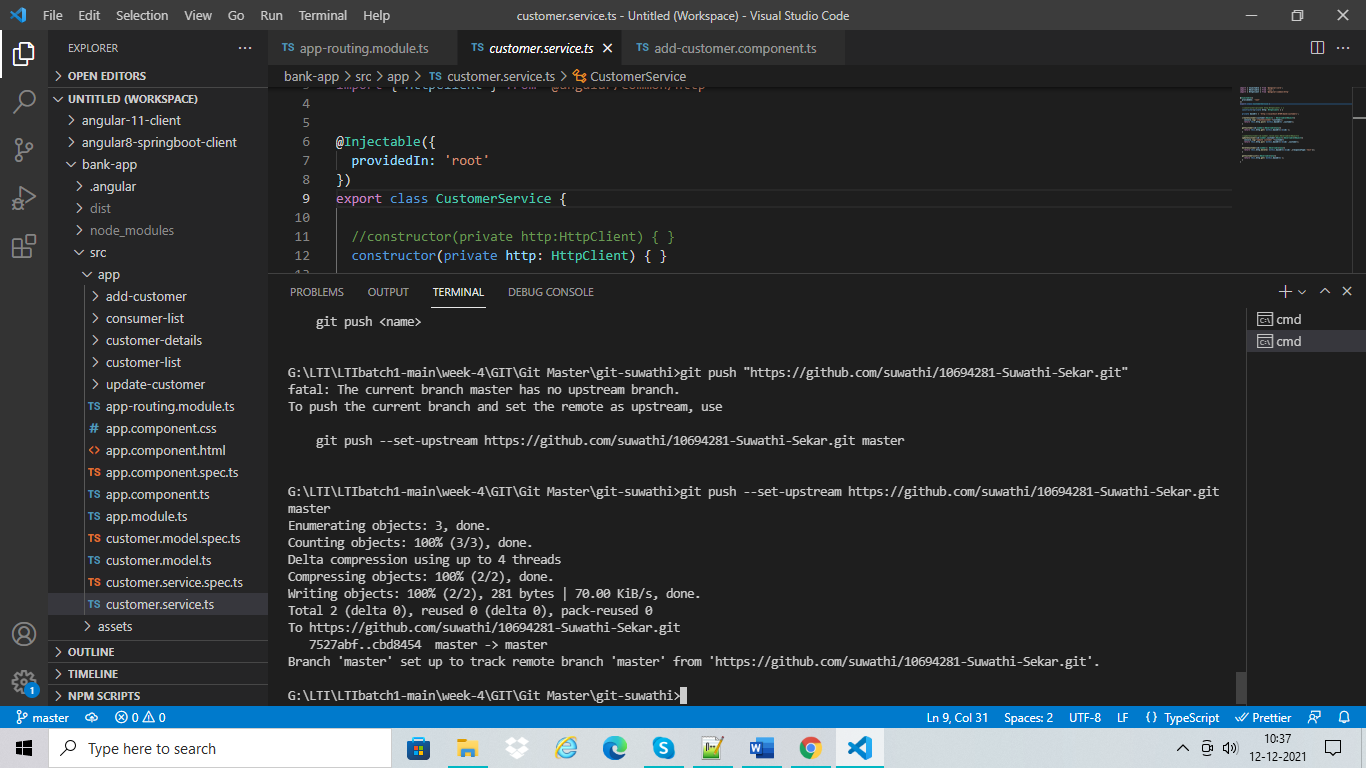 File Edit Selection View Go Run Terminal Help
customer.service.ts - Untitled (Workspace) - Visual Studio Code
EXPLORER
OPEN EDITORS
UNTITLED (WORKSPACE)
angular-11-client
angular8-springboot-client
bank-app
.angular
dist
node_modules
src
app
add-customer
consumer-list
customer-details
customer-list
update-customer
TS app-routing.module.ts
# app.component.css
<> app.component.html
TS app.component.spec.ts
TS app.component.ts
TS app.module.ts
TS customer.model.spec.ts
TS customer.model.ts
TS customer.service.spec.ts
TS customer.service.ts
assets
OUTLINE
TIMELINE
NPM SCRIPTS
1
TS app-routing.module.ts TS customer.service.ts TS add-customer.component.ts
bank-app > src > app > TS customer.service.ts > CustomerService
import { HttpClient } from '@angular/common/http'
4
5
6 @Injectable({
7 providedIn: 'root'
8 })
9 export class CustomerService {
10
11 //constructor(private http:HttpClient) { }
12 constructor(private http: HttpClient) { }
PROBLEMS OUTPUT TERMINAL DEBUG CONSOLE
cmd
cmd
git push <name>
G:\LTI\LTIbatch1-main\week-4\GIT\Git Master\git-suwathi>git push "https://github.com/suwathi/10694281-Suwathi-Sekar.git"
fatal: The current branch master has no upstream branch.
To push the current branch and set the remote as upstream, use
git push --set-upstream https://github.com/suwathi/10694281-Suwathi-Sekar.git master
G:\LTI\LTIbatch1-main\week-4\GIT\Git Master\git-suwathi>git push --set-upstream https://github.com/suwathi/10694281-Suwathi-Sekar.git
master
Enumerating objects: 3, done.
Counting objects: 100% (3/3), done.
Delta compression using up to 4 threads
Compressing objects: 100% (2/2), done.
Writing objects: 100% (2/2), 281 bytes | 70.00 KiB/s, done.
Total 2 (delta 0), reused 0 (delta 0), pack-reused 0
To https://github.com/suwathi/10694281-Suwathi-Sekar.git
7527abf..cbd8454 master -> master
Branch 'master' set up to track remote branch 'master' from 'https://github.com/suwathi/10694281-Suwathi-Sekar.git'.
G:\LTI\LTIbatch1-main\week-4\GIT\Git Master\git-suwathi>
master 0 0 Ln 9, Col 31 Spaces: 2 UTF-8 LF {} TypeScript Prettier
Type here to search
10:37
12-12-2021